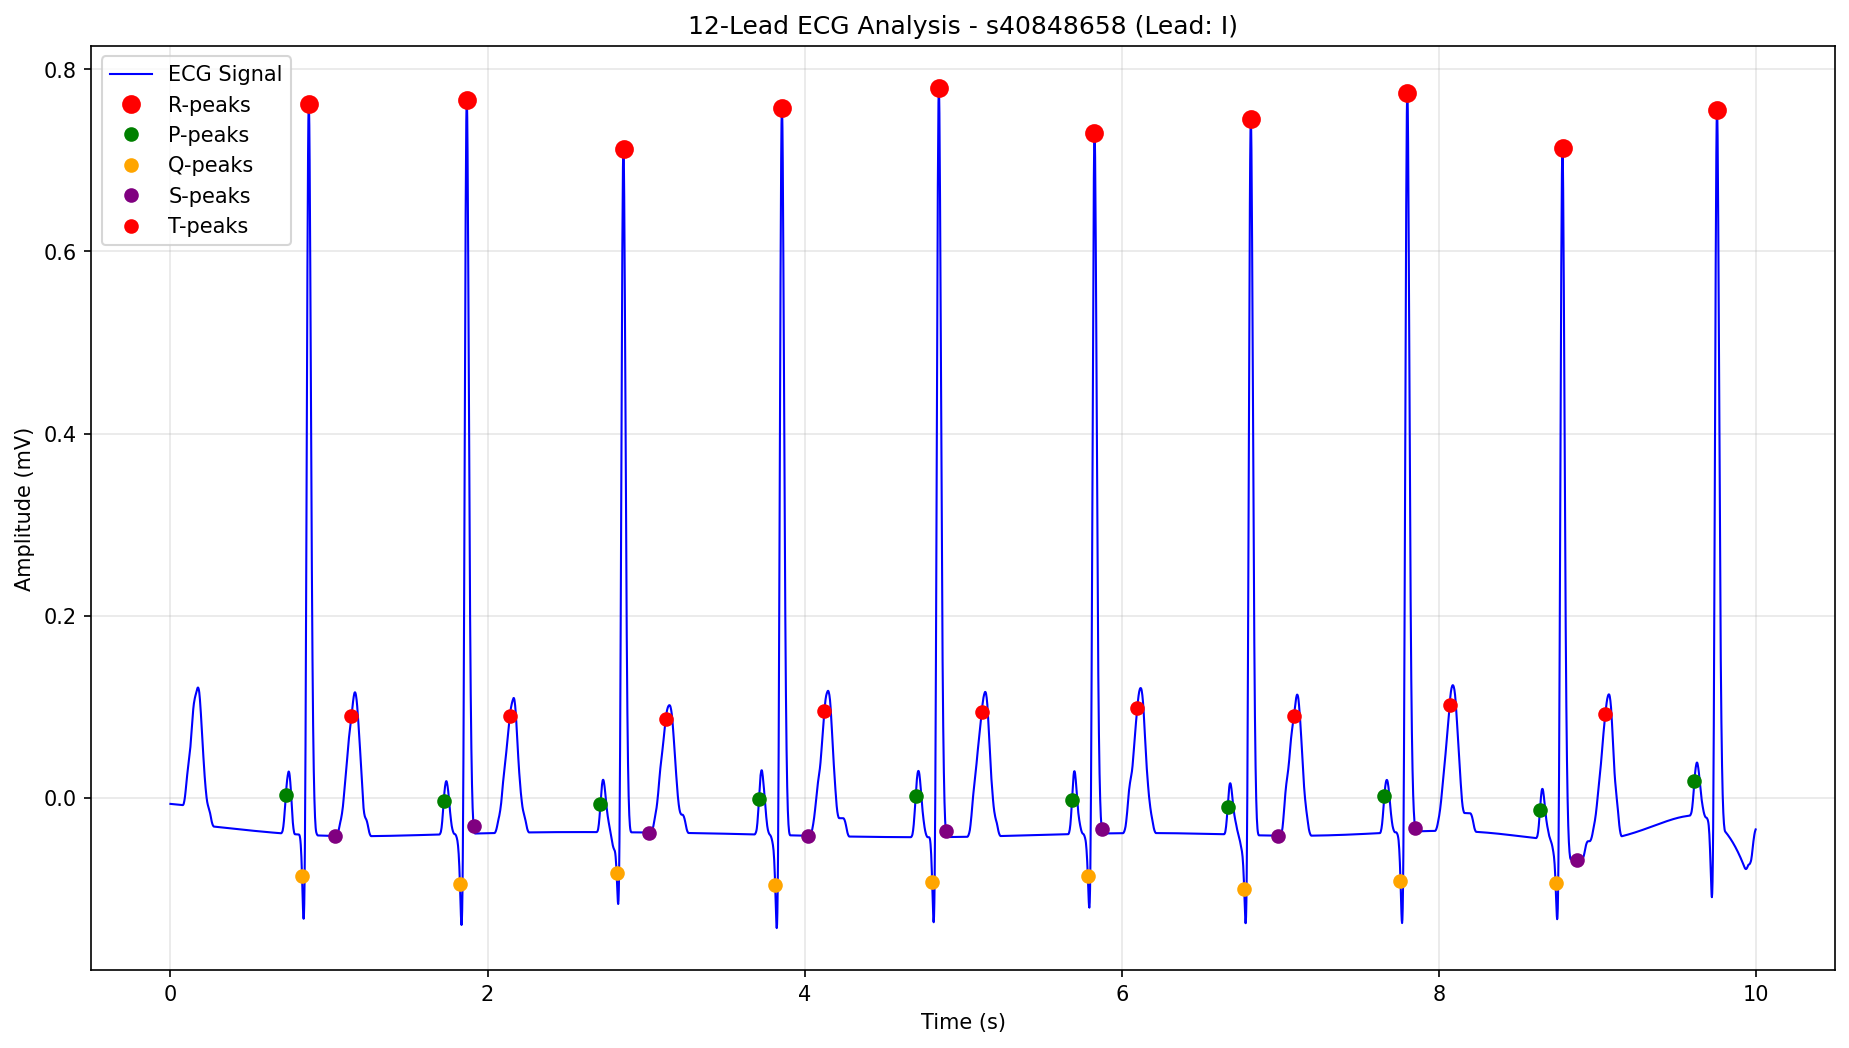 12-Lead ECG Analysis - s40848658 (Lead: I)
ECG Signal
R-peaks
P-peaks
Q-peaks
S-peaks
T-peaks
Amplitude (mV)
0.8
0.6
0.4
0.2
0.0
0 2 4 6 8 10
Time (s)